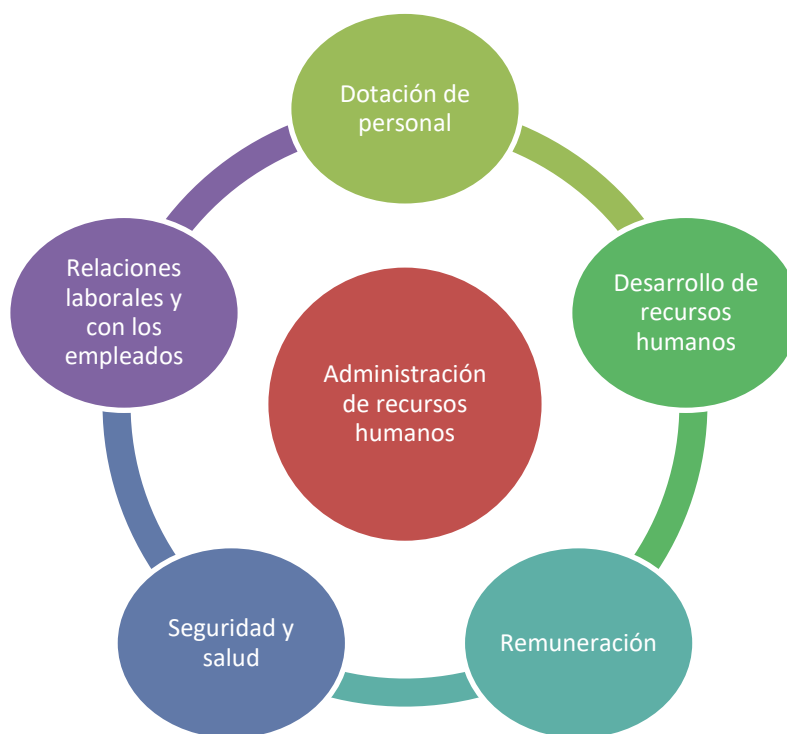 Dotación de
personal
Relaciones
laborales y
con los
empleados
Desarrollo de
recursos
humanos
Administración
de recursos
humanos
Seguridad y
salud
Remuneración